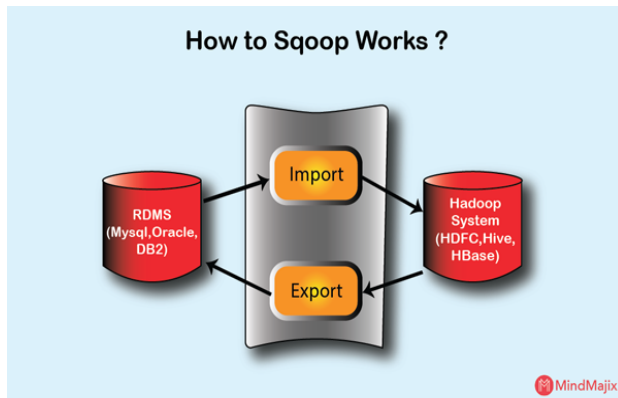 How to Sqoop Works ?
Import
RDMS
(Mysql,Oracle,
DB2)
Hadoop
System
(HDFC,Hive,
HBase)
Export
MindMajix